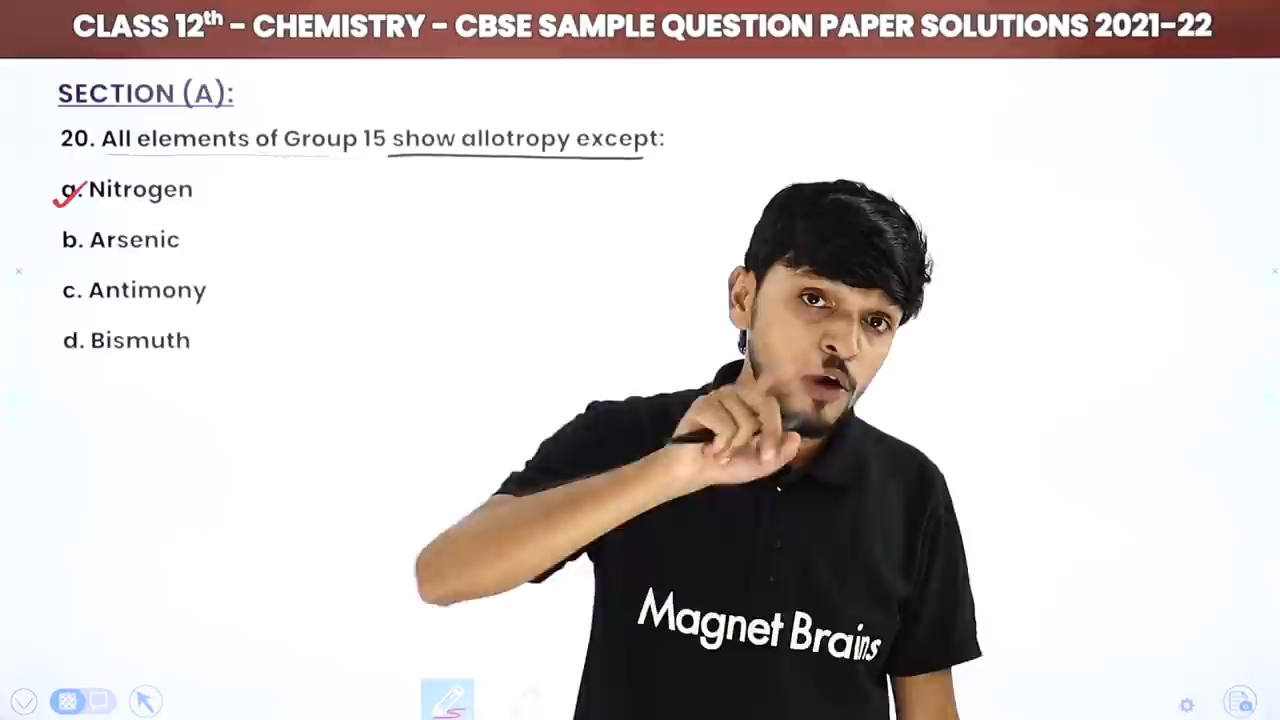 CLASS 12th - CHEMISTRY - CBSE SAMPLE QUESTION PAPER SOLUTIONS 2021-22
SECTION (A):
20. All elements of Group 15 show allotropy except:
a. Nitrogen
b. Arsenic
c. Antimony
d. Bismuth
Magnet Brains